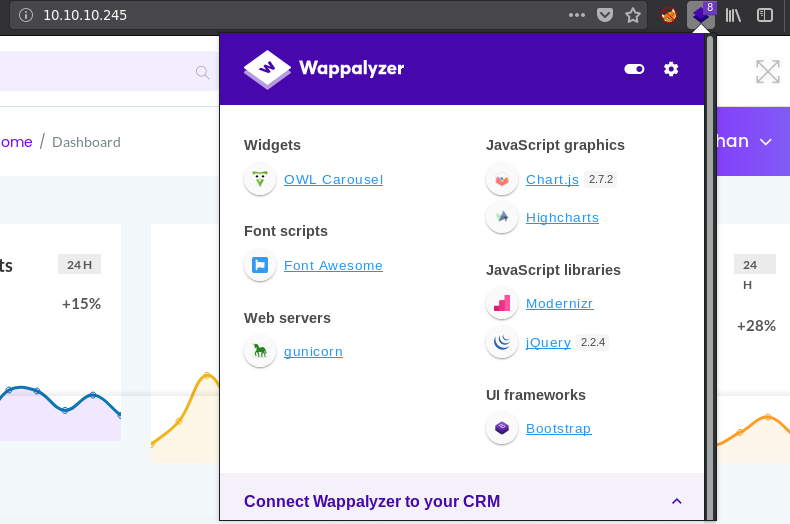 10.10.10.245
8
Wappalyzer
ome / Dashboard
han
Widgets
OWL Carousel
Font scripts
Font Awesome
Web servers
gunicorn
JavaScript graphics
Chart.js 2.7.2
Highcharts
JavaScript libraries
Modernizr
jQuery 2.2.4
UI frameworks
Bootstrap
ts
24 H
+15%
24
H
+28%
Connect Wappalyzer to your CRM